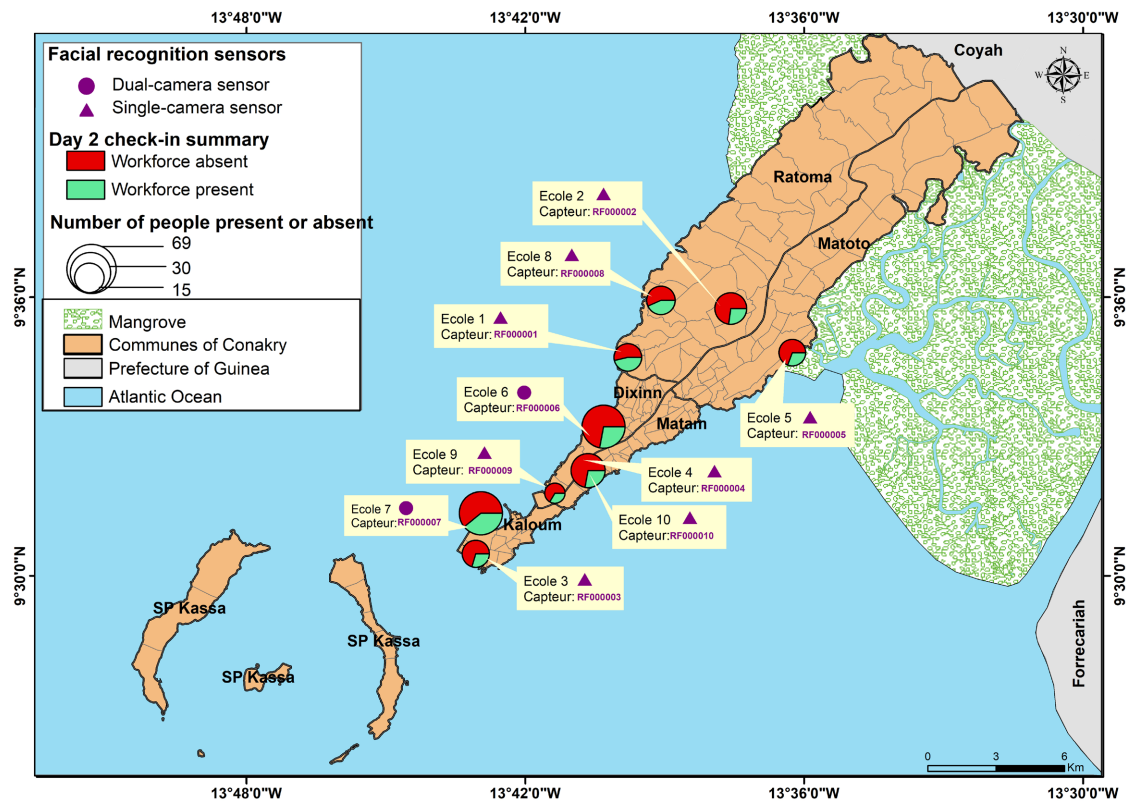 13°48'0"W
13°42'0"W
13°36'0"W
13°30'0"W
Facial recognition sensors
Dual-camera sensor
Single-camera sensor
Day 2 check-in summary
Workforce absent
Workforce present
Number of people present or absent
69
30
15
Mangrove
Communes of Conakry
Prefecture of Guinea
Atlantic Ocean
Coyah
N
W
E
S
Ratoma
Matoto
Ecole 2
Capteur: RF000002
Ecole 8
Capteur: RF000008
Ecole 1
Capteur: RF000001
Dixinn
Ecole 6
Capteur: RF000006
Matam
Ecole 5
Capteur: RF000005
Ecole 9
Capteur: RF000009
Ecole 4
Capteur: RF000004
Ecole 7
Capteur: RF000007
Kaloum
Ecole 10
Capteur: RF000010
Ecole 3
Capteur: RF000003
SP Kassa
SP Kassa
SP Kassa
Forrecariah
9°36'0"N
9°30'0"N
9°36'0"N
9°30'0"N
0
3
6
Km
13°48'0"W
13°42'0"W
13°36'0"W
13°30'0"W